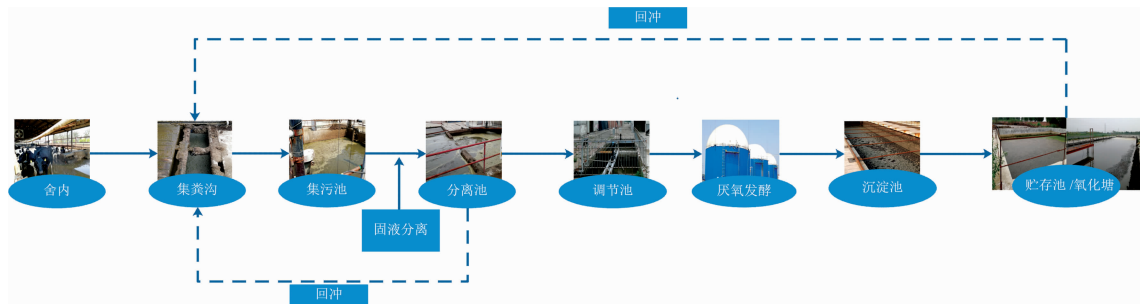 回冲
舍内
集粪沟
集污池
分离池
调节池
厌氧发酵
沉淀池
贮存池/氧化塘
固液分离
回冲